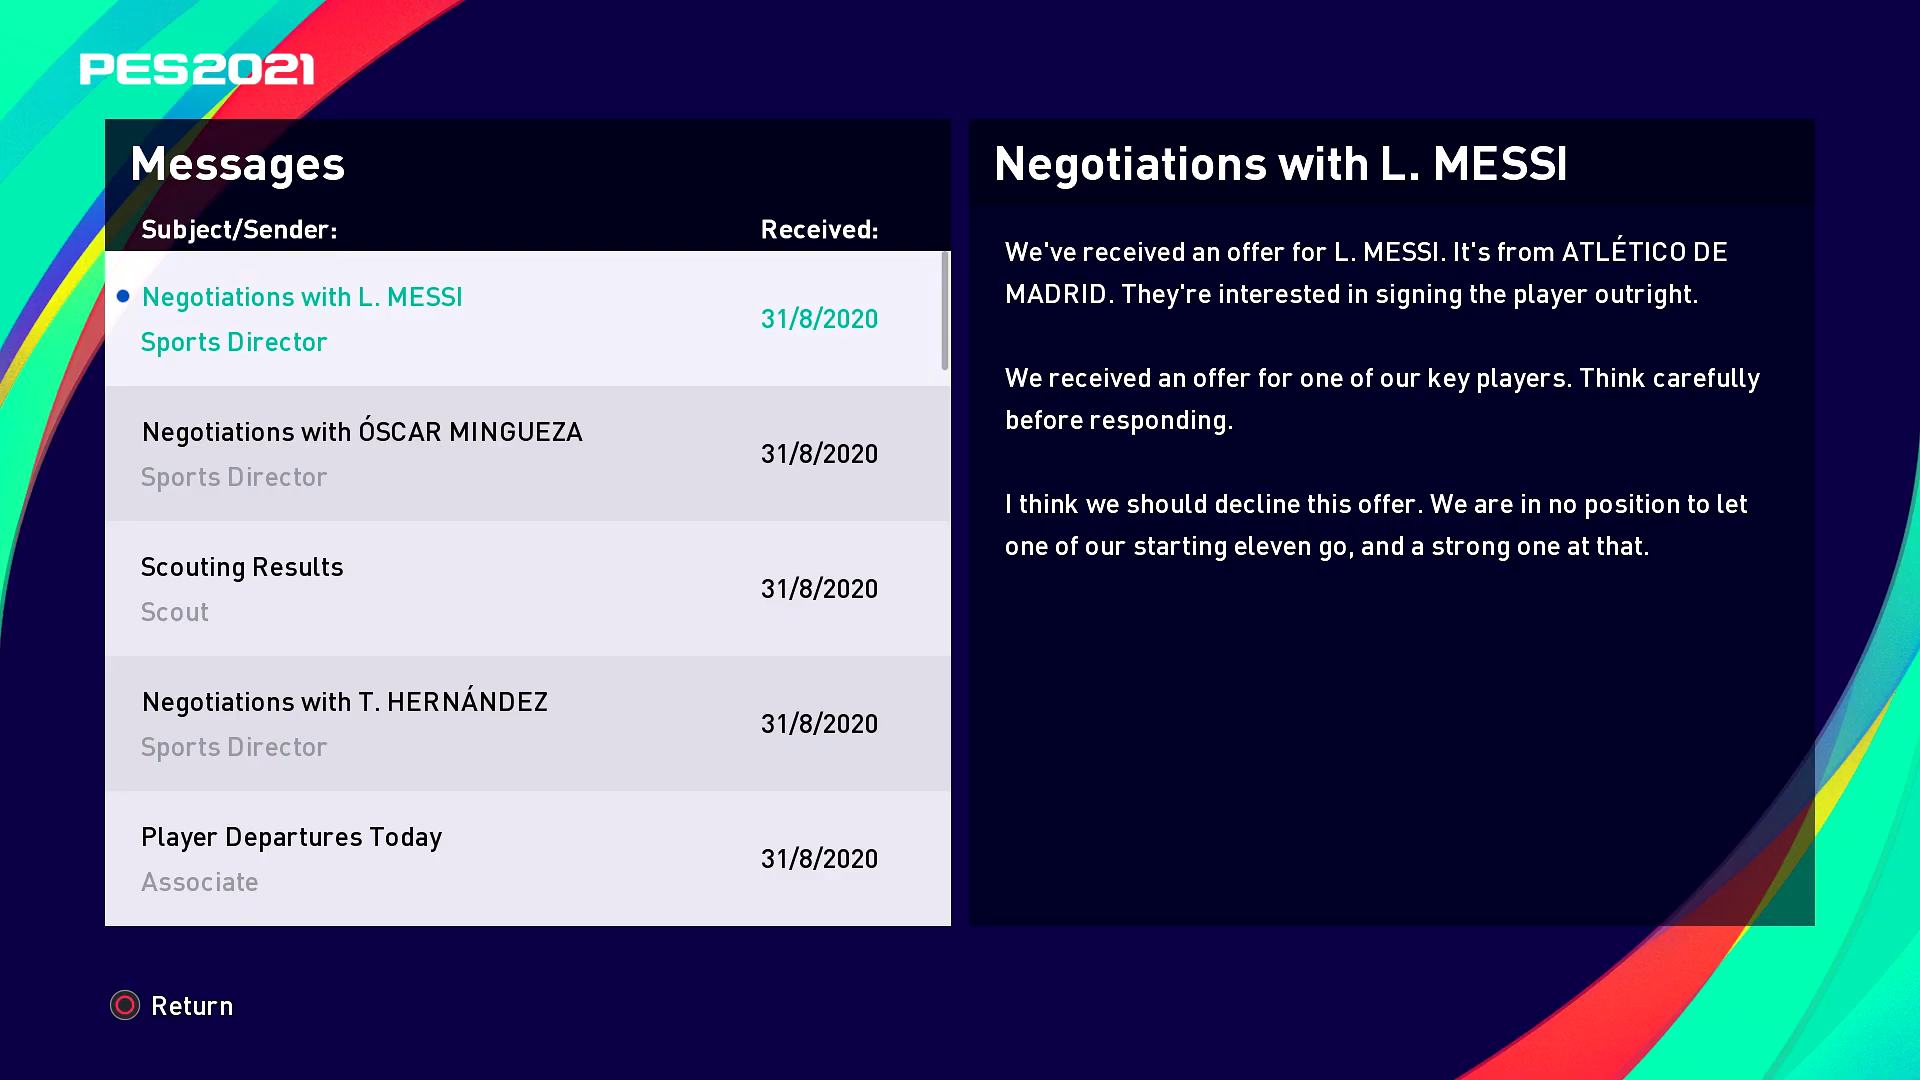 PES2021
Messages
Subject/Sender: Received:
Negotiations with L. MESSI
Sports Director
31/8/2020
Negotiations with ÓSCAR MINGUEZA
Sports Director
31/8/2020
Scouting Results
Scout
31/8/2020
Negotiations with T. HERNÁNDEZ
Sports Director
31/8/2020
Player Departures Today
Associate
31/8/2020
Negotiations with L. MESSI
We've received an offer for L. MESSI. It's from ATLÉTICO DE
MADRID. They're interested in signing the player outright.
We received an offer for one of our key players. Think carefully
before responding.
I think we should decline this offer. We are in no position to let
one of our starting eleven go, and a strong one at that.
Return